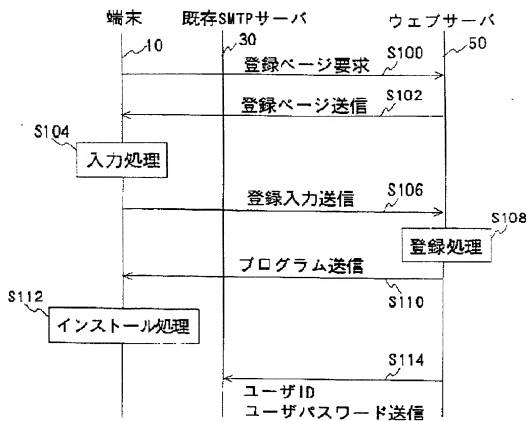 端末
既存SMTPサーバ
ウェブサーバ
10
30
50
登録ページ要求
S100
登録ページ送信
S102
S104
入力処理
登録入力送信
S106
S108
登録処理
プログラム送信
S110
S112
インストール処理
S114
ユーザID
ユーザパスワード送信